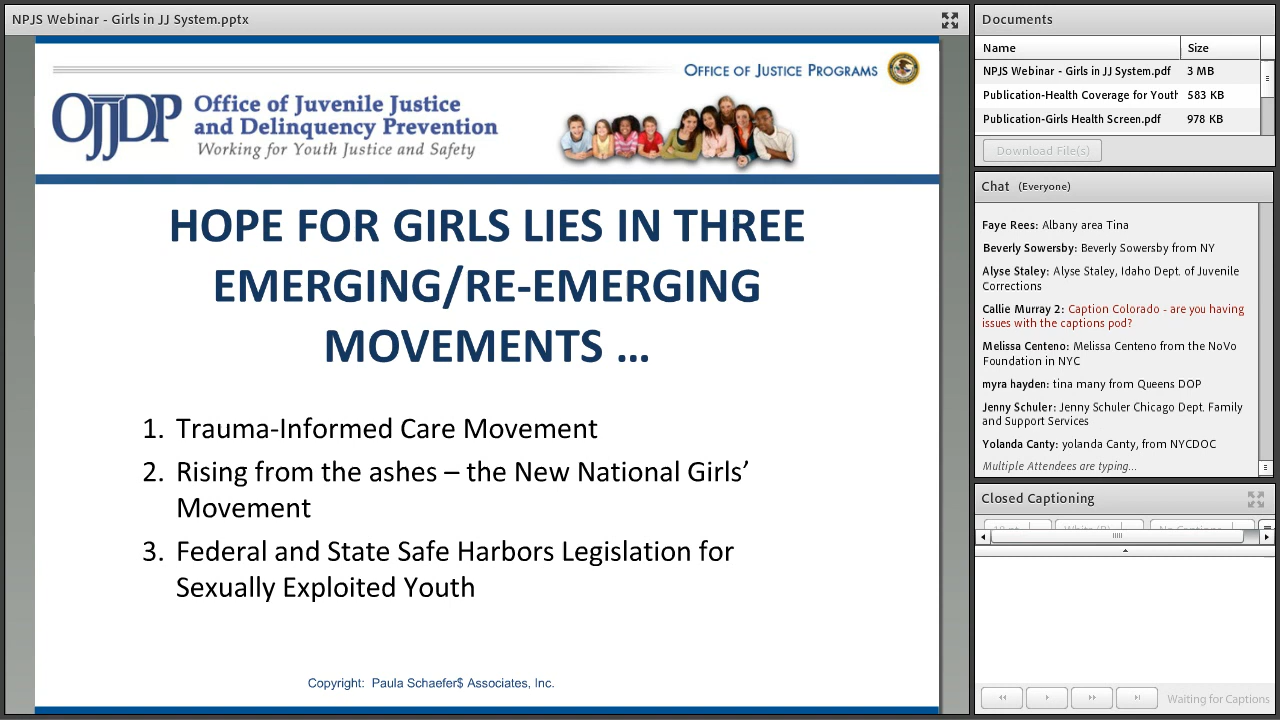 NPJS Webinar - Girls in JJ System.pptx
OFFICE OF JUSTICE PROGRAMS
OJJDP
Office of Juvenile Justice
and Delinquency Prevention
Working for Youth Justice and Safety
HOPE FOR GIRLS LIES IN THREE
EMERGING/RE-EMERGING
MOVEMENTS ...
1. Trauma-Informed Care Movement
2. Rising from the ashes – the New National Girls’
Movement
3. Federal and State Safe Harbors Legislation for
Sexually Exploited Youth
Copyright: Paula Schaefer$ Associates, Inc.
Documents
Name Size
NPJS Webinar - Girls in JJ System.pdf 3 MB
Publication-Health Coverage for Youth 583 KB
Publication-Girls Health Screen.pdf 978 KB
Download File(s)
Chat (Everyone)
Faye Rees: Albany area Tina
Beverly Sowersby: Beverly Sowersby from NY
Alyse Staley: Alyse Staley, Idaho Dept. of Juvenile
Corrections
Callie Murray 2: Caption Colorado - are you having
issues with the captions pod?
Melissa Centeno: Melissa Centeno from the NoVo
Foundation in NYC
myra hayden: tina many from Queens DOP
Jenny Schuler: Jenny Schuler Chicago Dept. Family
and Support Services
Yolanda Canty: yolanda Canty, from NYCDOC
Multiple Attendees are typing...
Closed Captioning
Waiting for Captions